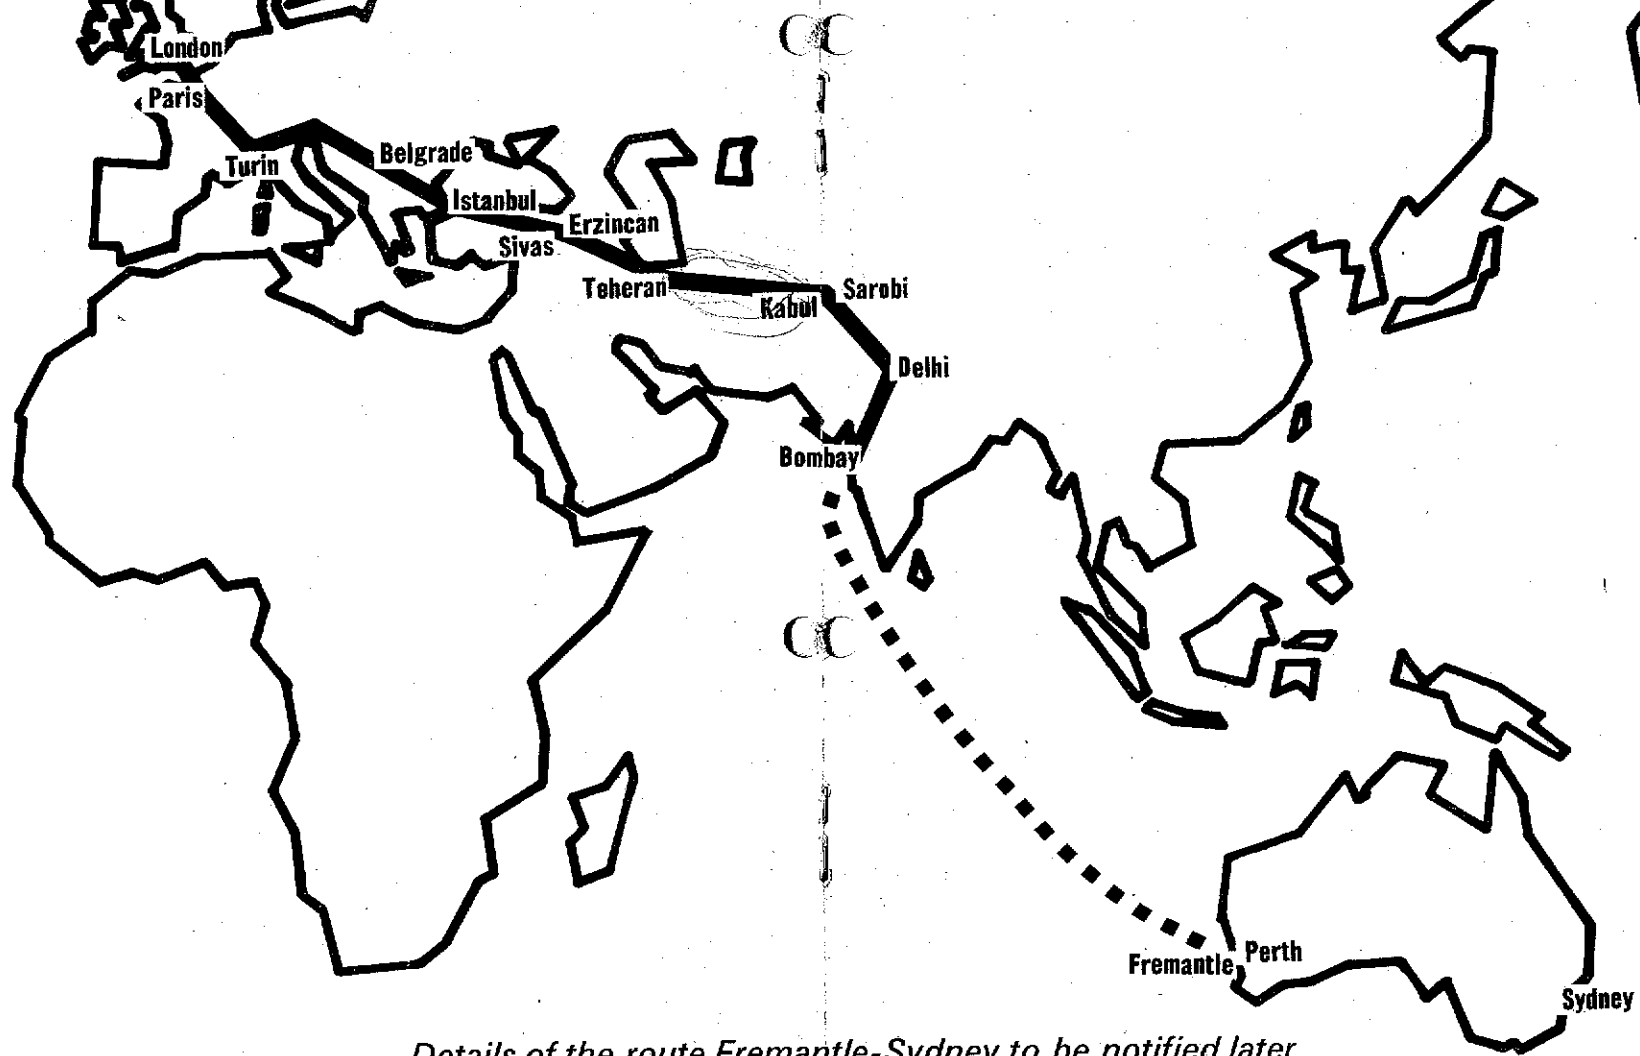 London
Paris
Turin
Belgrade
Istanbul
Erzincan
Sivas
Teheran
Kabul
Sarobi
Delhi
Bombay
Fremantle
Perth
Sydney
Details of the route Fremantle-Sydney to be notified later